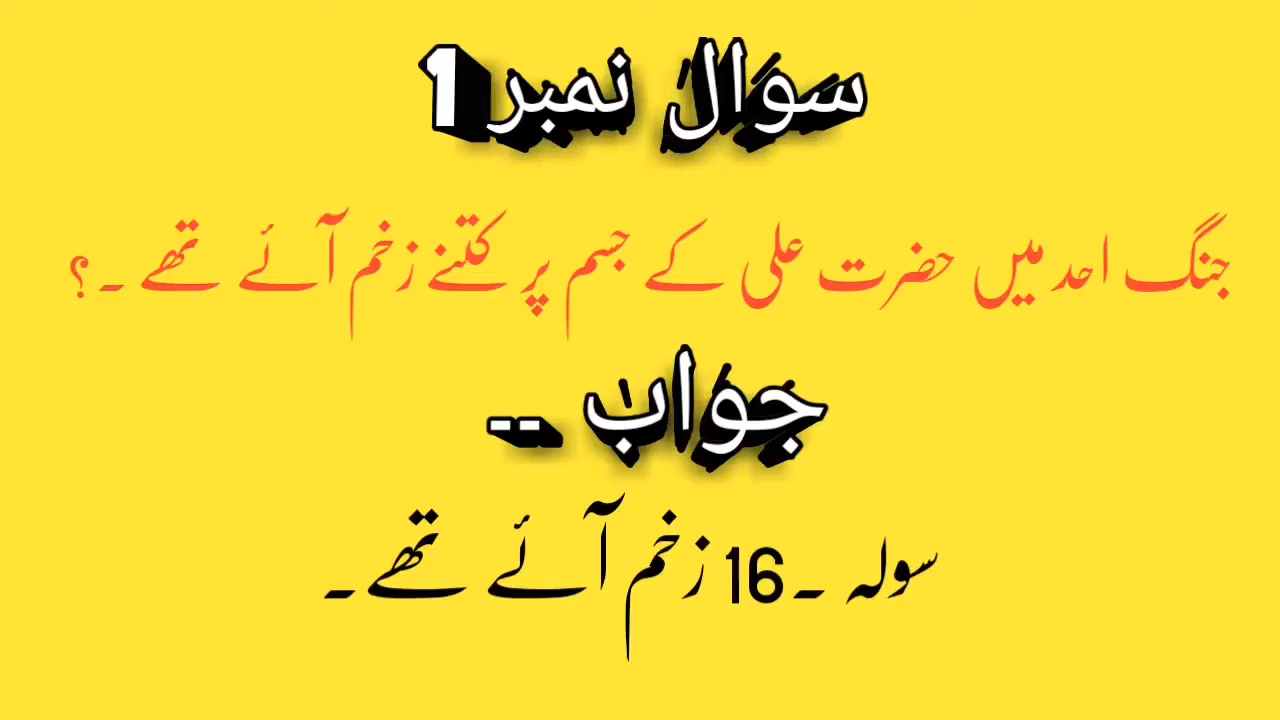 سوال نمبر 1
جنگ احد میں حضرت علی کے جسم پر کتنے زخم آئے تھے ۔؟
جواب --
سولہ ۔16 زخم آئے تھے۔